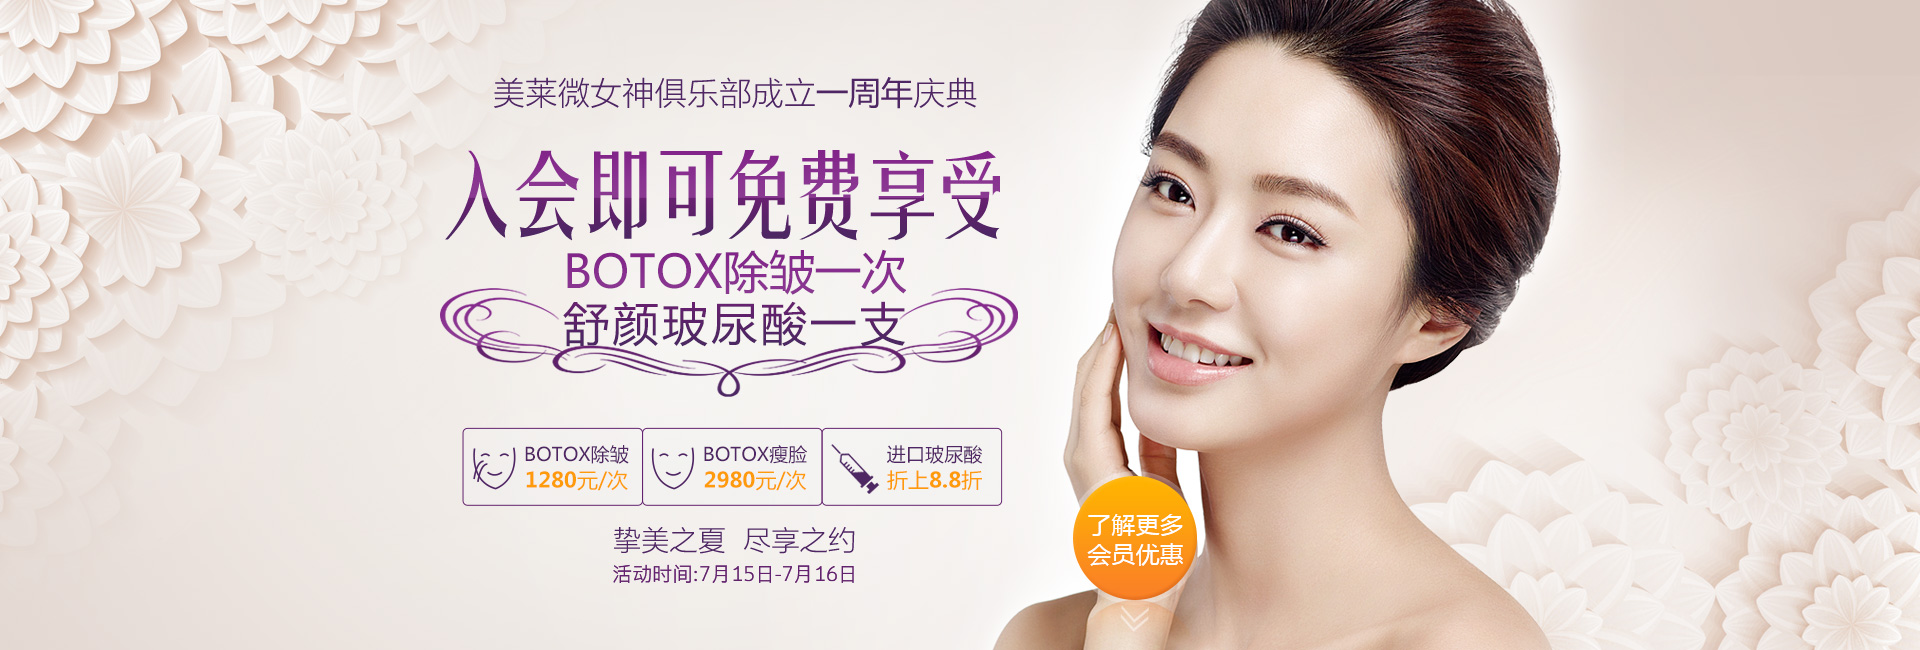 美莱微女神俱乐部成立一周年庆典
入会即可免费享受
BOTOX除皱一次
舒颜玻尿酸一支
BOTOX除皱
1280元/次
BOTOX瘦脸
2980元/次
进口玻尿酸
折上8.8折
挚美之夏 尽享之约
活动时间:7月15日-7月16日
了解更多
会员优惠